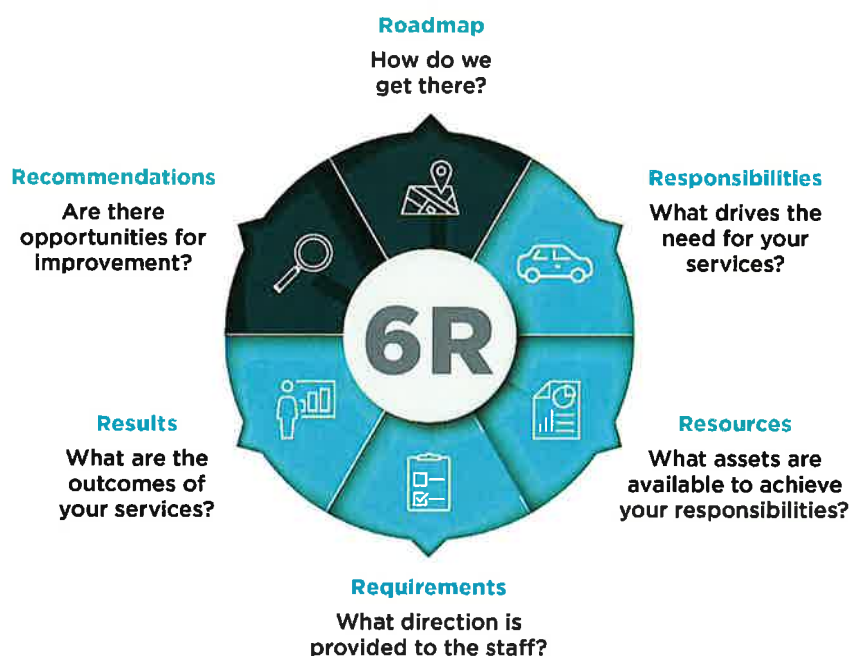 Roadmap
How do we
get there?
Responsibilities
What drives the
need for your
services?
Resources
What assets are
available to achieve
your responsibilities?
Requirements
What direction is
provided to the staff?
Results
What are the
outcomes of
your services?
Recommendations
Are there
opportunities for
improvement?
6R